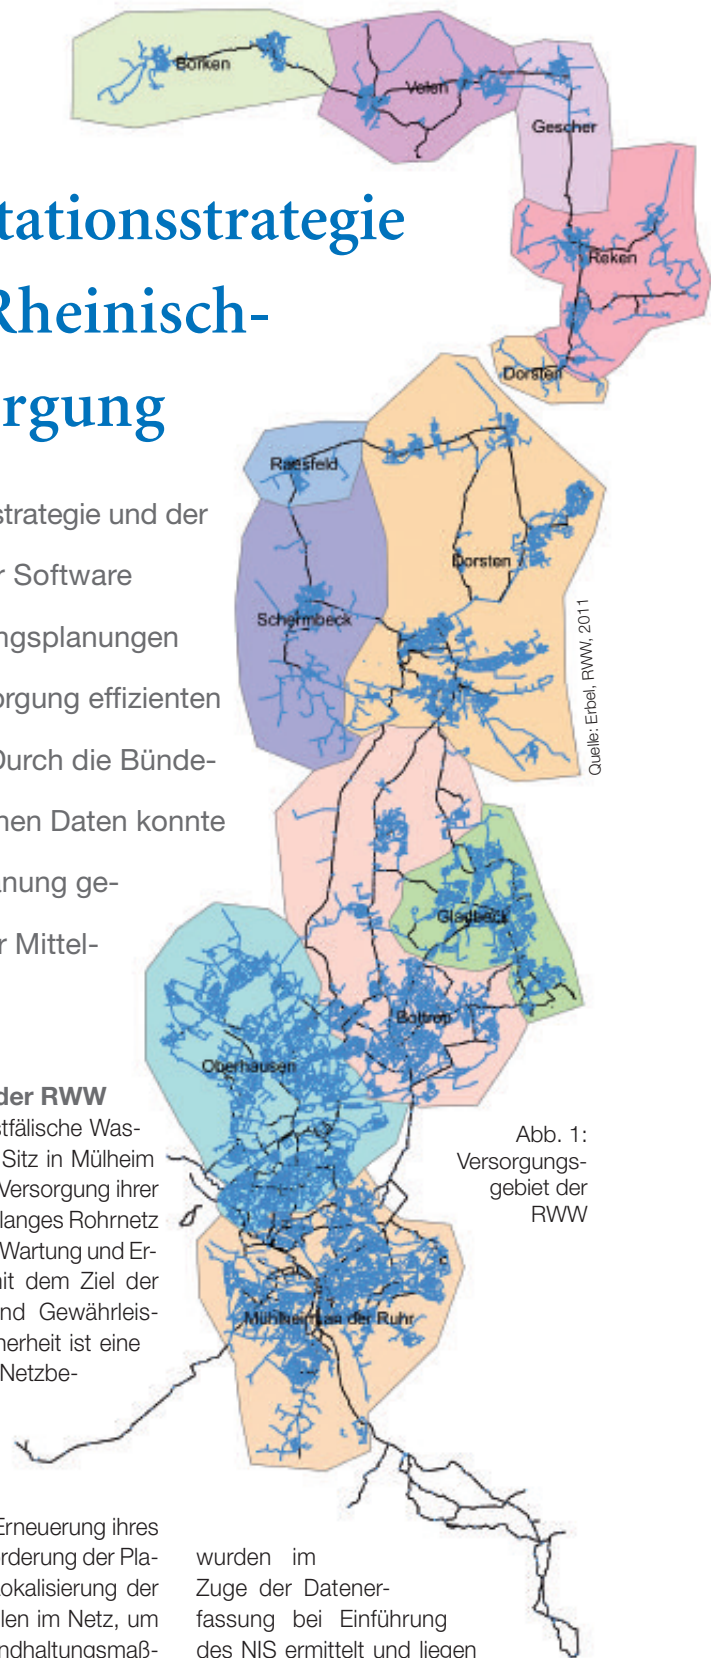 Borken
Velen
Gescher
Reken
Dorsten
tationsstrategie
Rheinisch-
rgung
Raesfeld
Dorsten
Schermbeck
strategie und der
r Software
ngsplanungen
orgung effizienten
Durch die Bünde-
nen Daten konnte
anung ge-
r Mittel-
Quelle: Erbel, RWW, 2011
Gladbeck
Bottrop
Oberhausen
der RWW
stfälische Was-
Sitz in Mülheim
Versorgung ihrer
langes Rohrnetz
Wartung und Er-
mit dem Ziel der
nd Gewährleis-
herheit ist eine
Netzbe-
Abb. 1:
Versorgungs-
gebiet der
RWW
Mühlheim an der Ruhr
Erneuerung ihres
rderung der Pla-
okalisierung der
len im Netz, um
ndhaltungsmaß-
wurden im
Zuge der Datener-
fassung bei Einführung
des NIS ermittelt und liegen